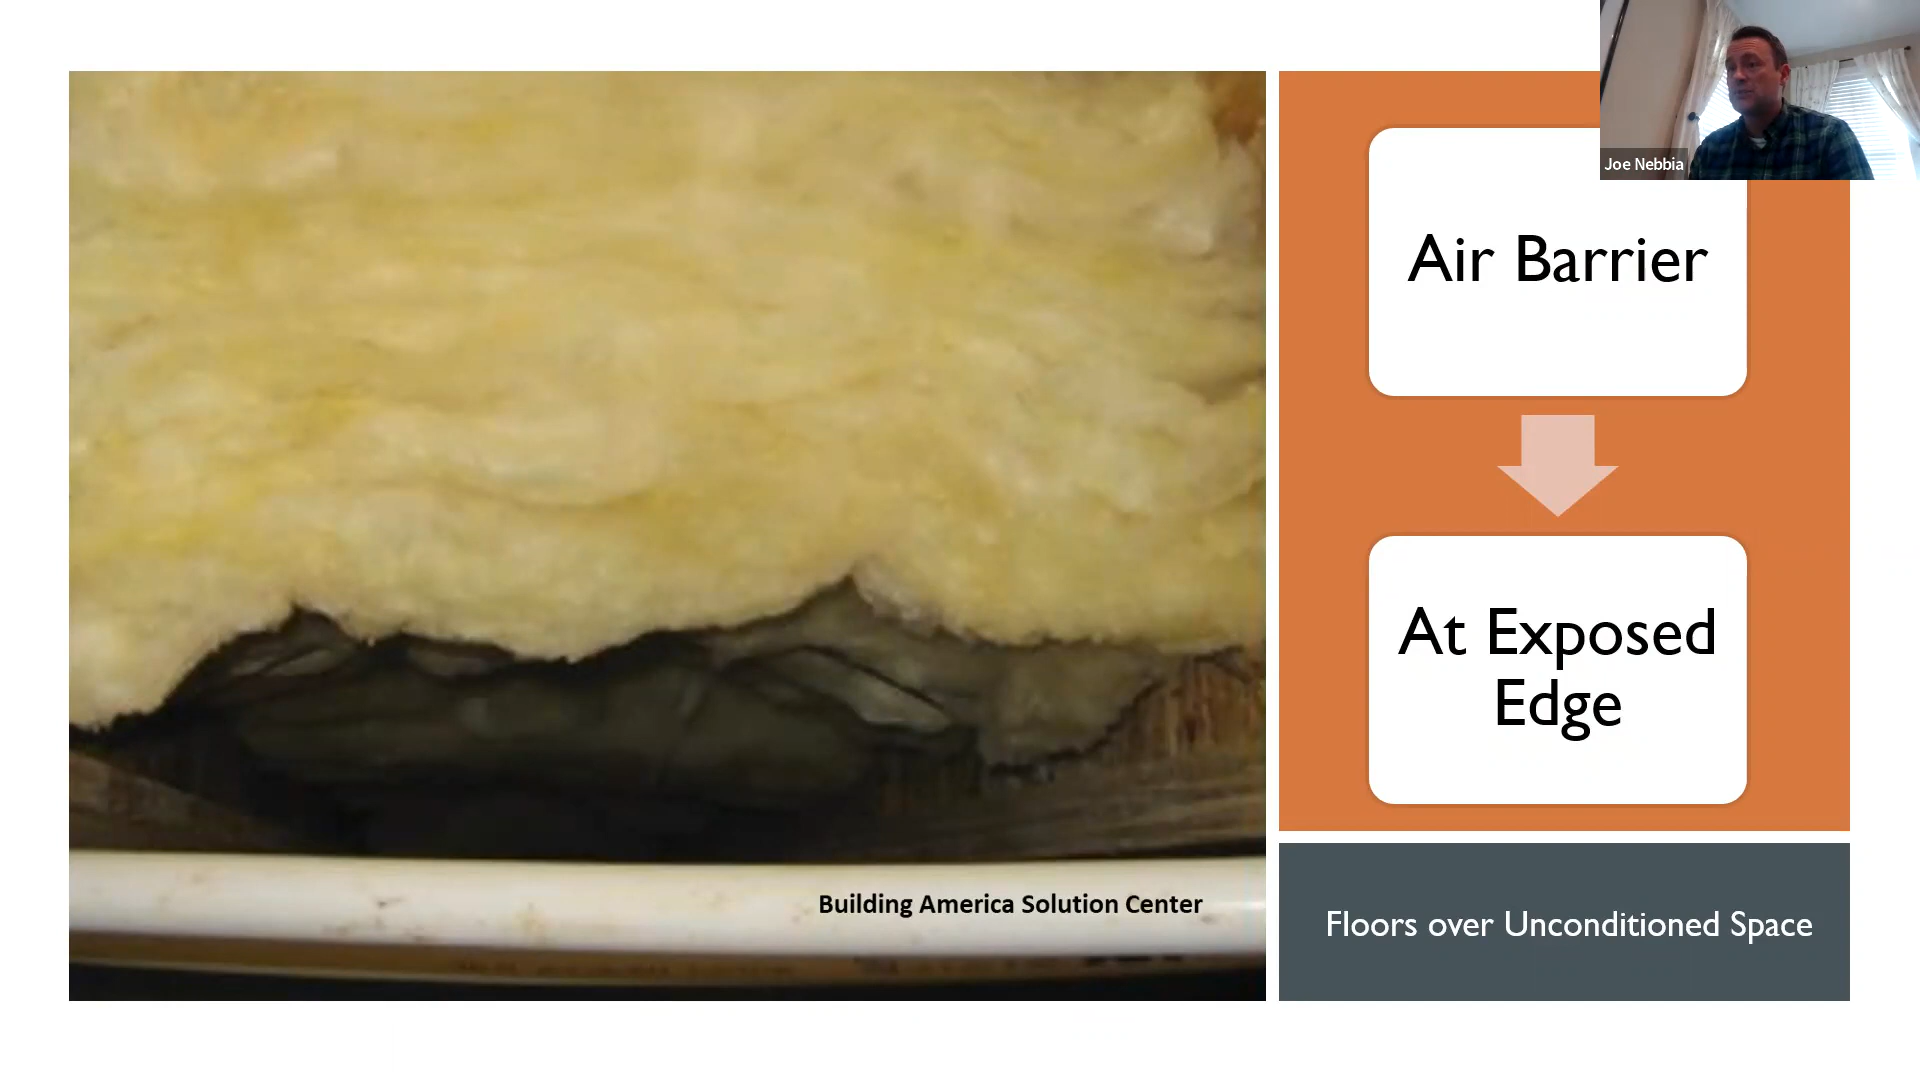 Joe Nebbia
Air Barrier
At Exposed
Edge
Building America Solution Center
Floors over Unconditioned Space